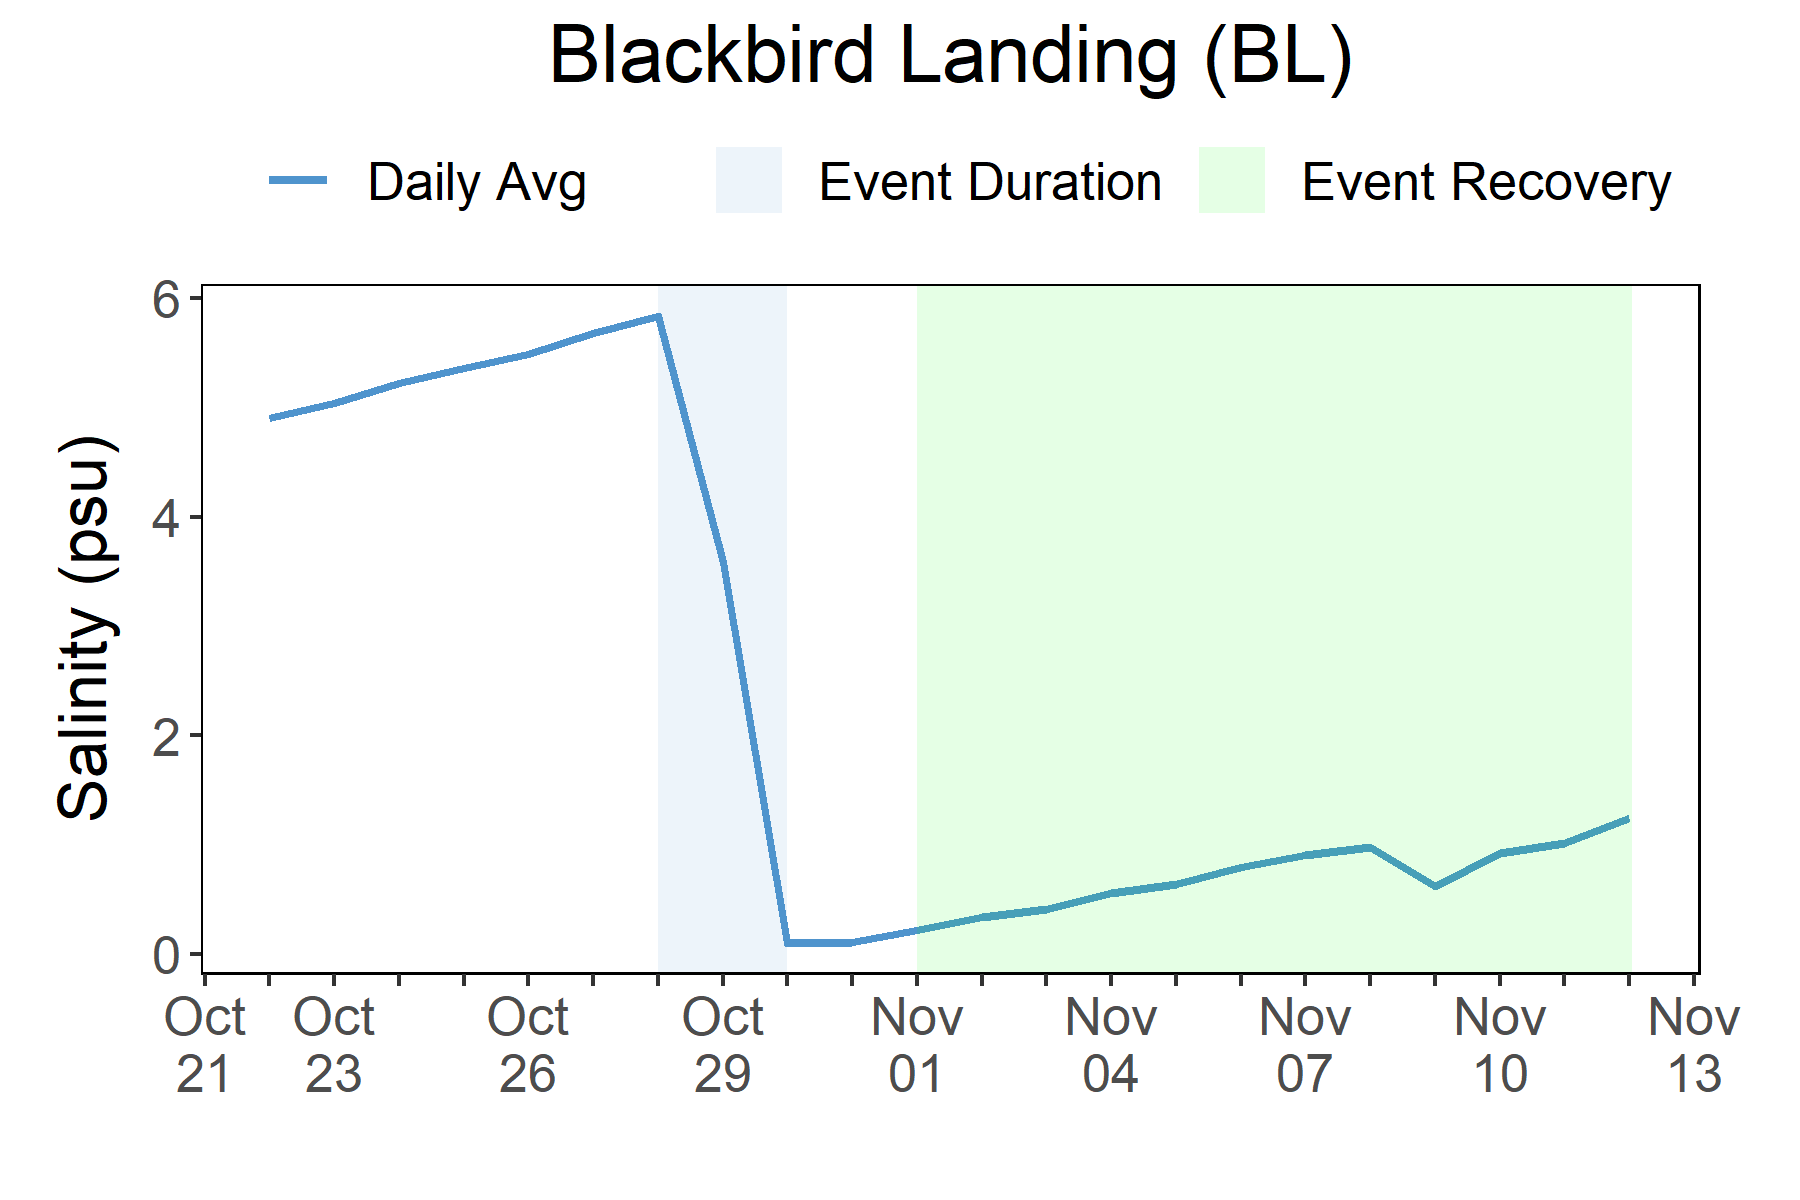 Blackbird Landing (BL)
Daily Avg Event Duration Event Recovery
Salinity (psu)
6
4
2
0
Oct Oct Oct Oct Nov Nov Nov Nov Nov
21 23 26 29 01 04 07 10 13